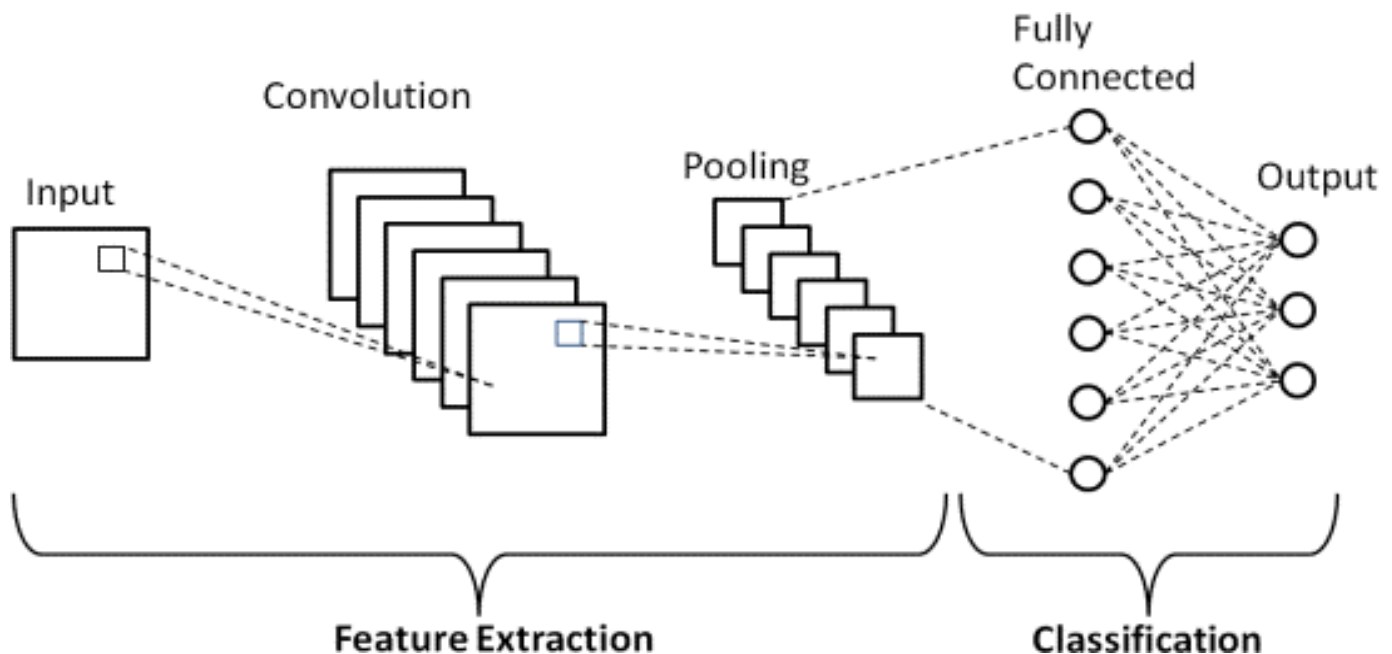 Input
Convolution
Pooling
Fully
Connected
Output
Feature Extraction
Classification